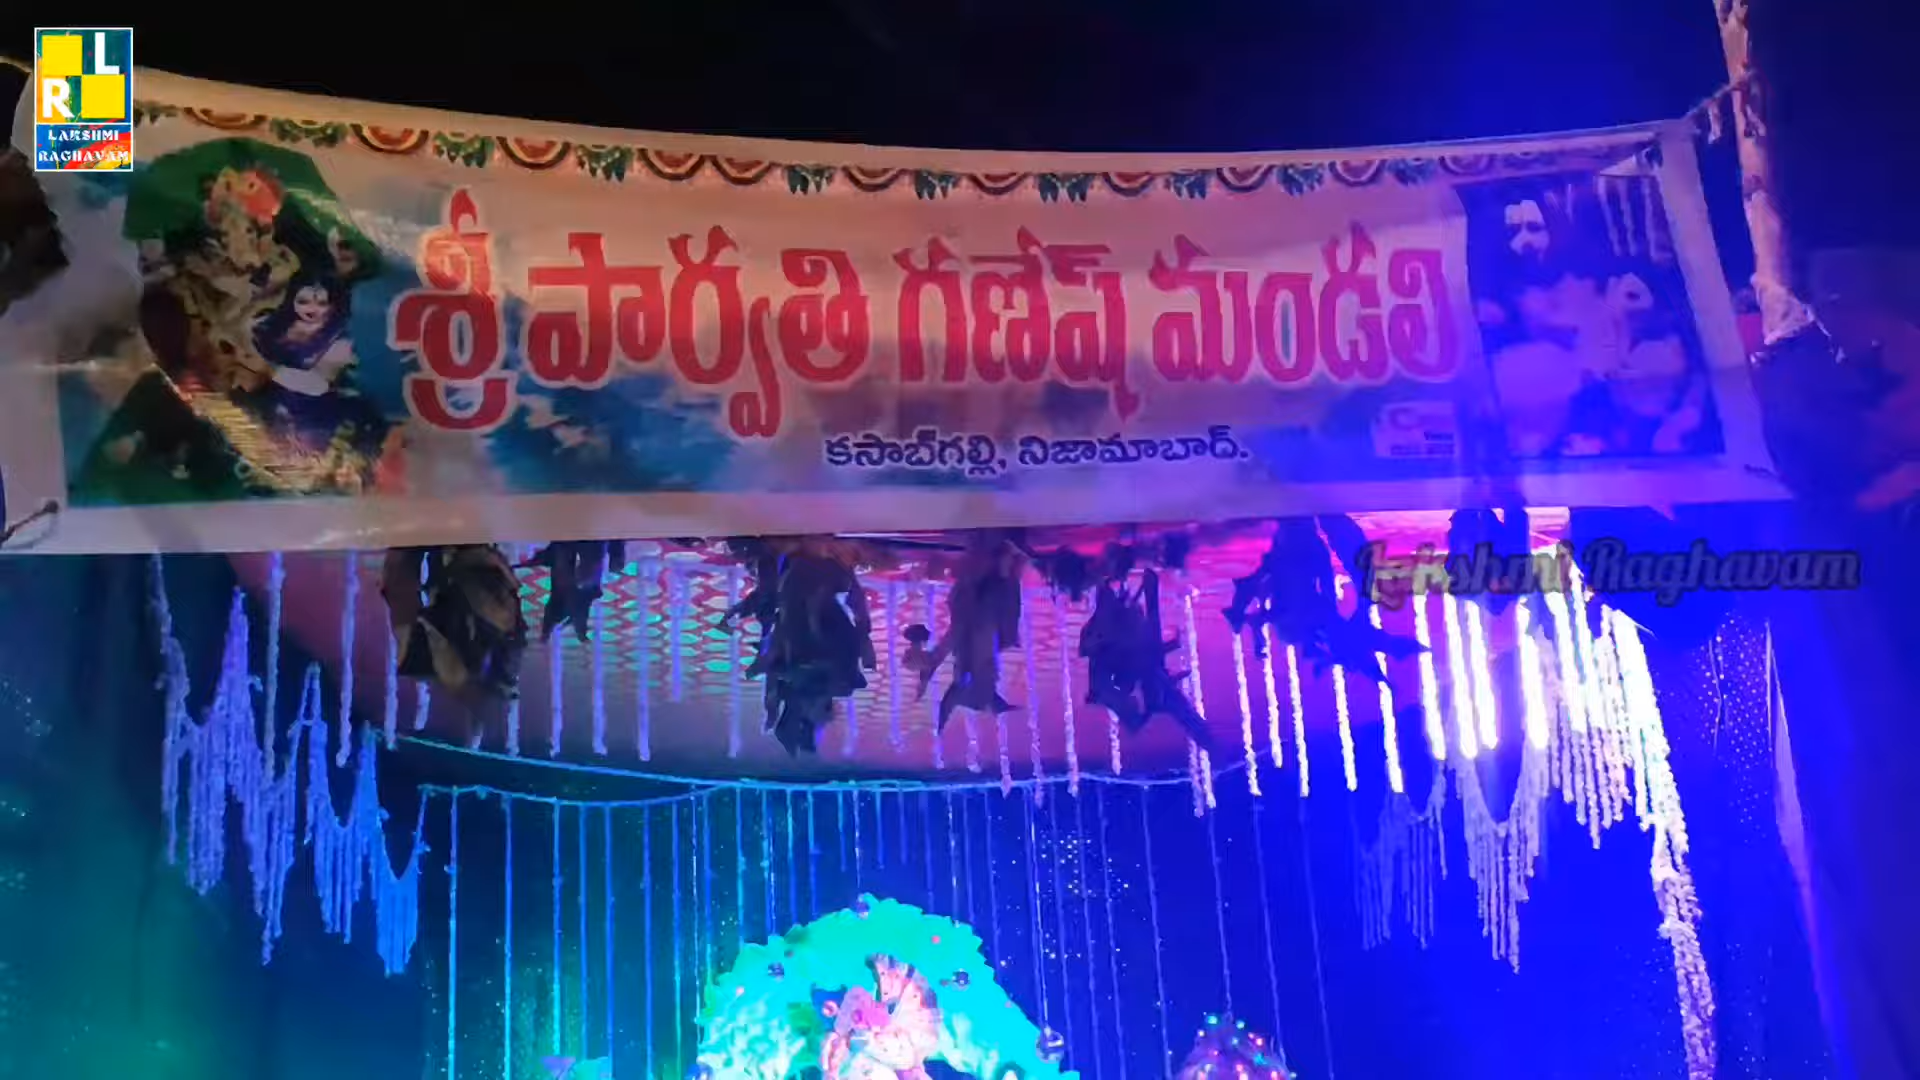 L
R
LAKSHMI
RAGHAVAM
శ్రీ పార్వతి గణేష్ మండలి
కసాబ్‌గల్లి, నిజామాబాద్.
Lakshmi Raghavam